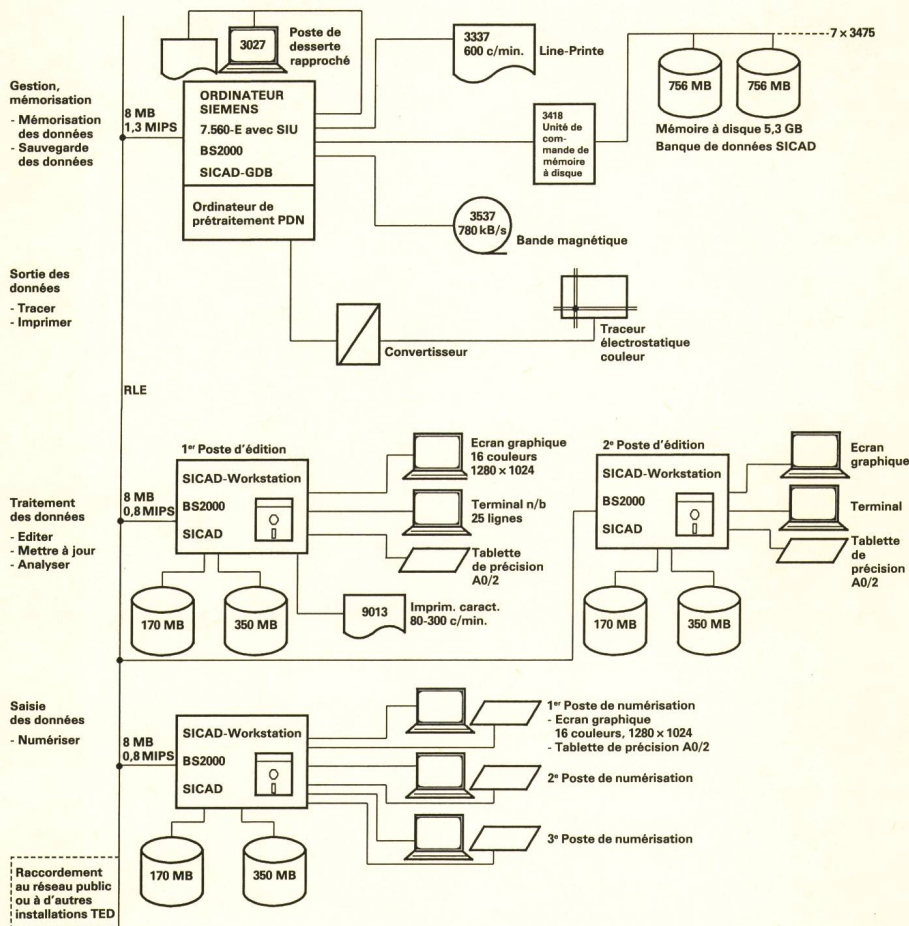 3027
Poste de
desserte
rapproché
3337
600 c/min.
Line-Printe
7 × 3475
756 MB
756 MB
Mémoire à disque 5,3 GB
Banque de données SICAD
Gestion,
mémorisation
- Mémorisation
des données
- Sauvegarde
des données
8 MB
1,3 MIPS
ORDINATEUR
SIEMENS
7.560-E avec SIU
BS2000
SICAD-GDB
Ordinateur de
prétraitement PDN
3418
Unité de
com-
mande de
mémoire
à disque
3537
780 kB/s
Bande magnétique
Sortie des
données
- Tracer
- Imprimer
Convertisseur
Traceur
électrostatique
couleur
RLE
Traitement
des données
- Editer
- Mettre à jour
- Analyser
8 MB
0,8 MIPS
1er Poste d'édition
SICAD-Workstation
BS2000
SICAD
170 MB
350 MB
Ecran graphique
16 couleurs
1280 × 1024
Terminal n/b
25 lignes
Tablette
de précision
A0/2
9013
Imprim. caract.
80-300 c/min.
2e Poste d'édition
SICAD-Workstation
BS2000
SICAD
170 MB
350 MB
Ecran
graphique
Terminal
Tablette
de
précision
A0/2
Saisie
des données
- Numériser
8 MB
0,8 MIPS
SICAD-Workstation
BS2000
SICAD
170 MB
350 MB
1er Poste de numérisation
- Ecran graphique
16 couleurs, 1280 × 1024
- Tablette de précision A0/2
2e Poste de numérisation
3e Poste de numérisation
Raccordement
au réseau public
ou à d'autres
installations TED